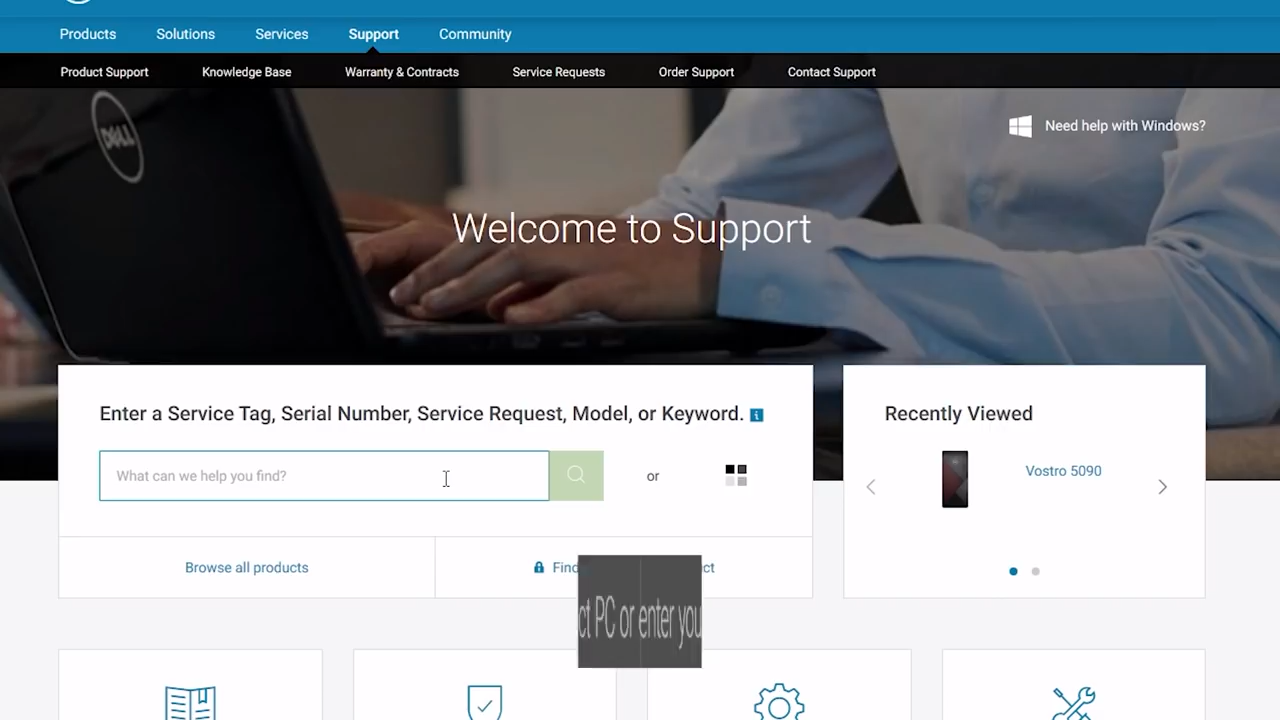 Products Solutions Services Support Community
Product Support Knowledge Base Warranty & Contracts Service Requests Order Support Contact Support
DELL
Need help with Windows?
Welcome to Support
Enter a Service Tag, Serial Number, Service Request, Model, or Keyword.
What can we help you find?
or
Browse all products
Find
ct PC or enter you
Recently Viewed
Vostro 5090